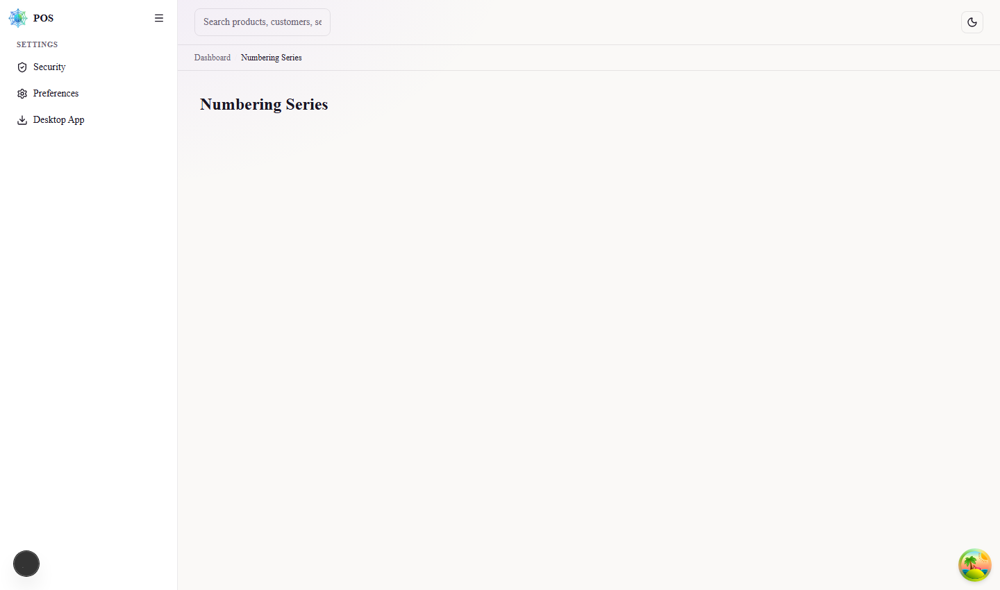 POS
SETTINGS
Security
Preferences
Desktop App
Search products, customers, se
Dashboard Numbering Series
Numbering Series